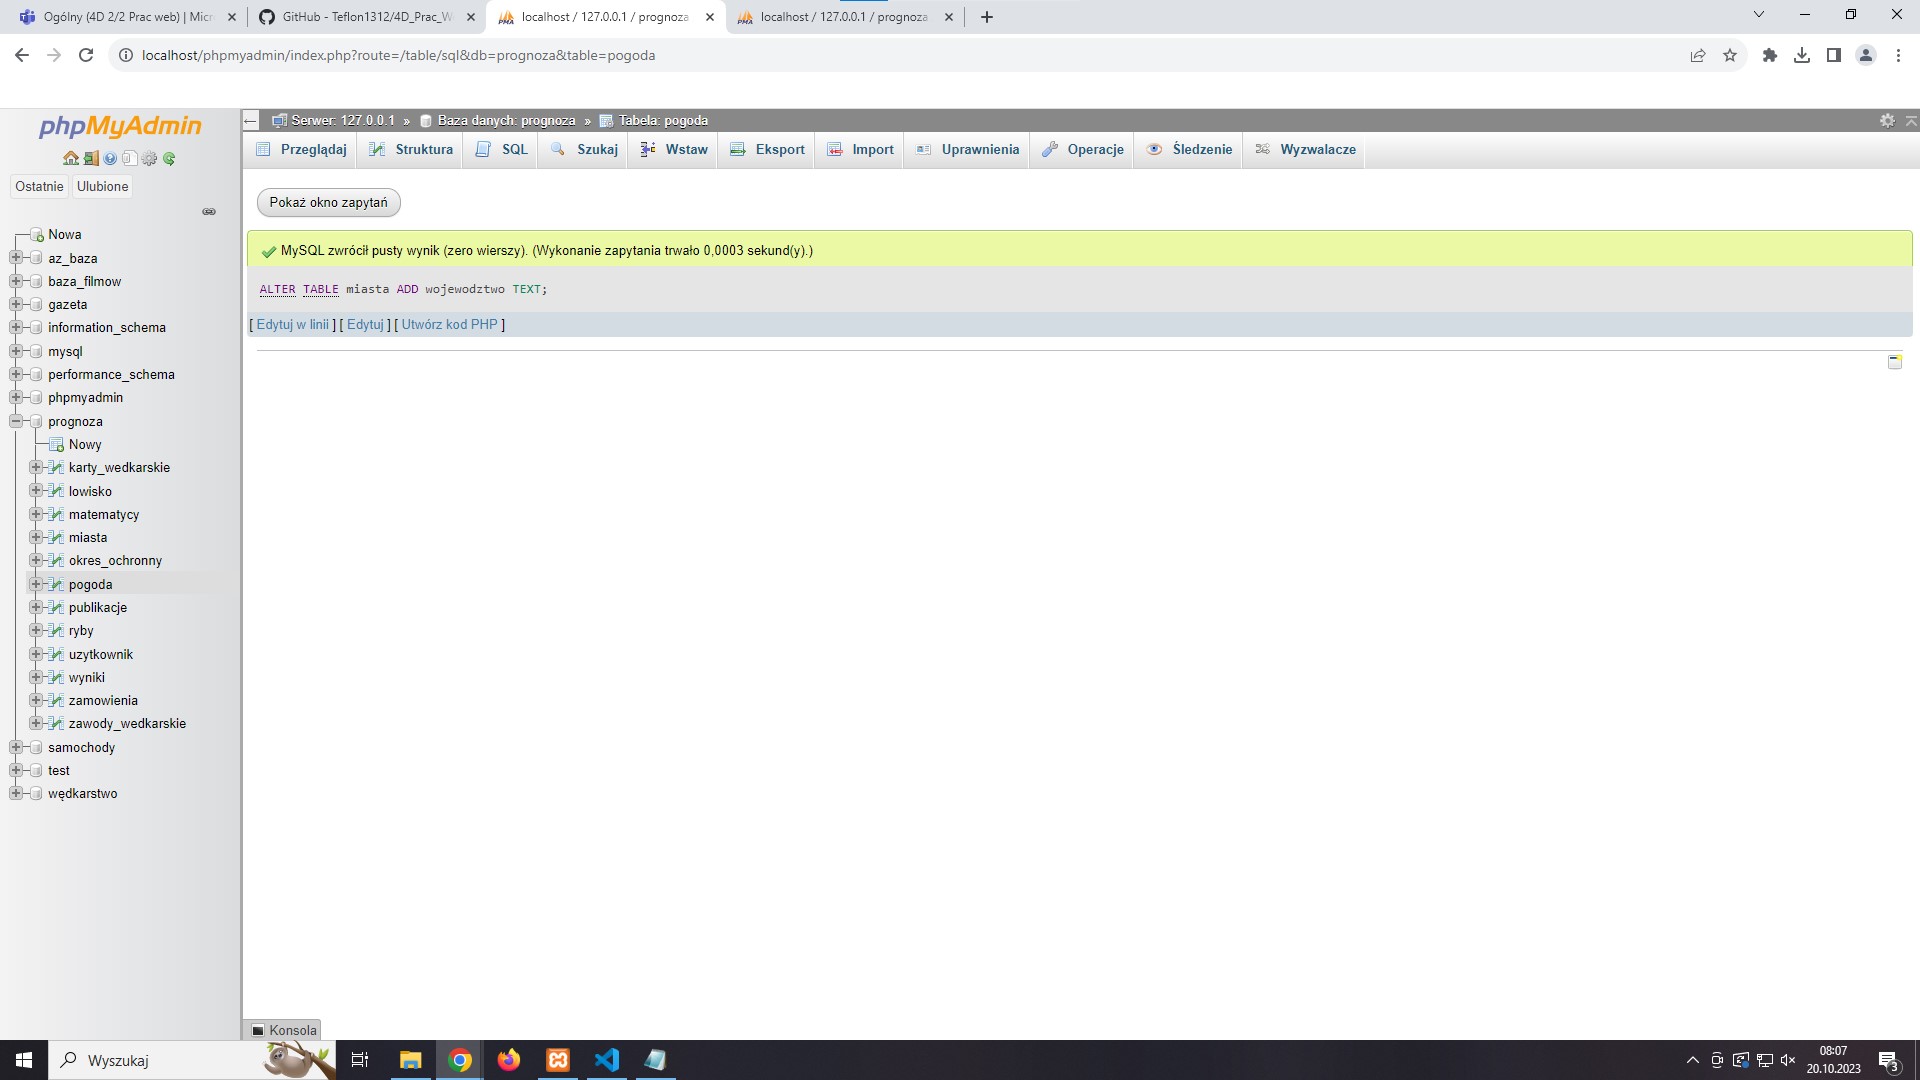 Ogólny (4D 2/2 Prac web) | Micr
GitHub - Teflon1312/4D_Prac_W
localhost / 127.0.0.1 / prognoza
localhost / 127.0.0.1 / prognoza
localhost/phpmyadmin/index.php?route=/table/sql&db=prognoza&table=pogoda
phpMyAdmin
Ostatnie
Ulubione
Nowa
az_baza
baza_filmow
gazeta
information_schema
mysql
performance_schema
phpmyadmin
prognoza
Nowy
karty_wedkarskie
lowisko
matematycy
miasta
okres_ochronny
pogoda
publikacje
ryby
uzytkownik
wyniki
zamowienia
zawody_wedkarskie
samochody
test
wędkarstwo
Serwer: 127.0.0.1 » Baza danych: prognoza » Tabela: pogoda
Przeglądaj Struktura SQL Szukaj Wstaw Eksport Import Uprawnienia Operacje Śledzenie Wyzwalacze
Pokaż okno zapytań
MySQL zwrócił pusty wynik (zero wierszy). (Wykonanie zapytania trwało 0,0003 sekund(y).)
ALTER TABLE miasta ADD wojewodztwo TEXT;
[ Edytuj w linii ] [ Edytuj ] [ Utwórz kod PHP ]
Konsola
Wyszukaj
08:07
20.10.2023
3